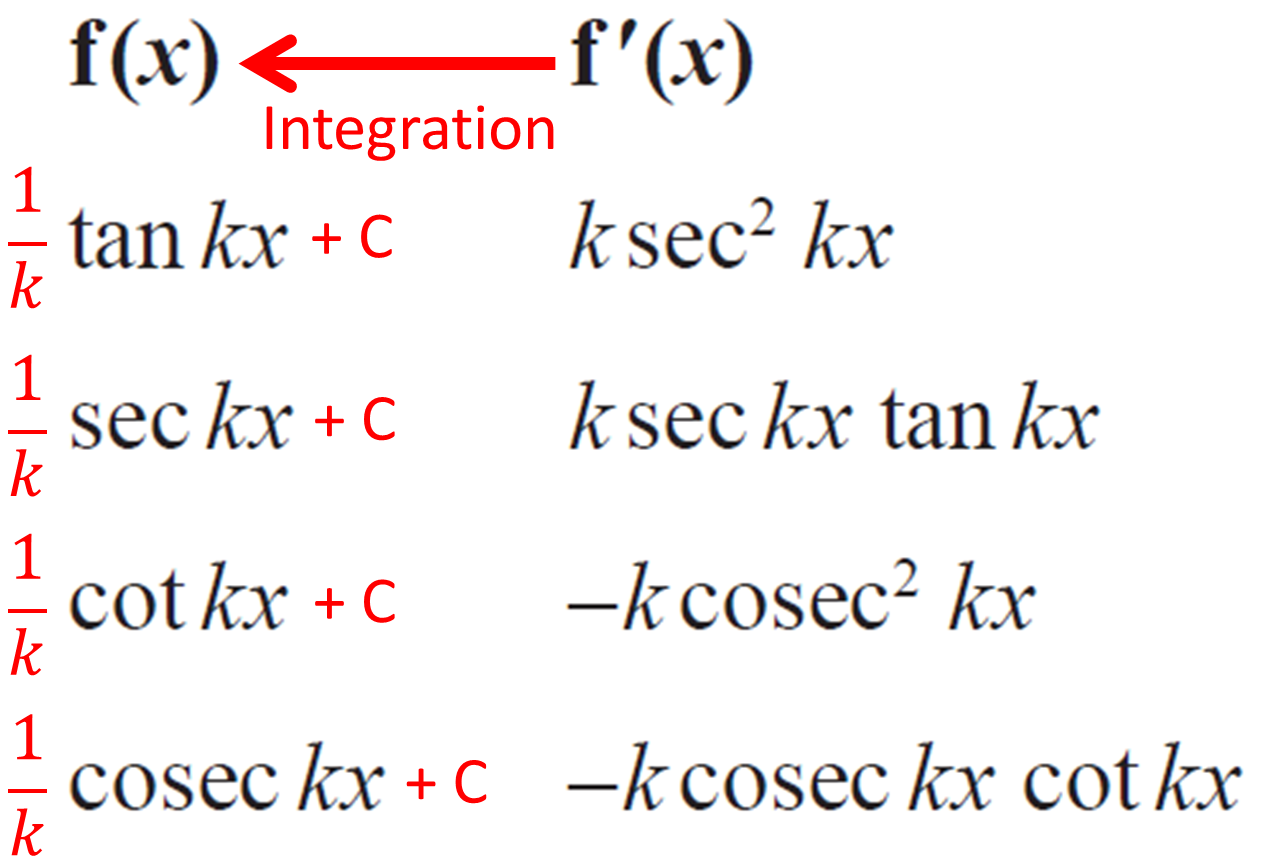 f(x) f′(x)
Integration
1/k tan kx + C k sec² kx
1/k sec kx + C k sec kx tan kx
1/k cot kx + C –k cosec² kx
1/k cosec kx + C –k cosec kx cot kx